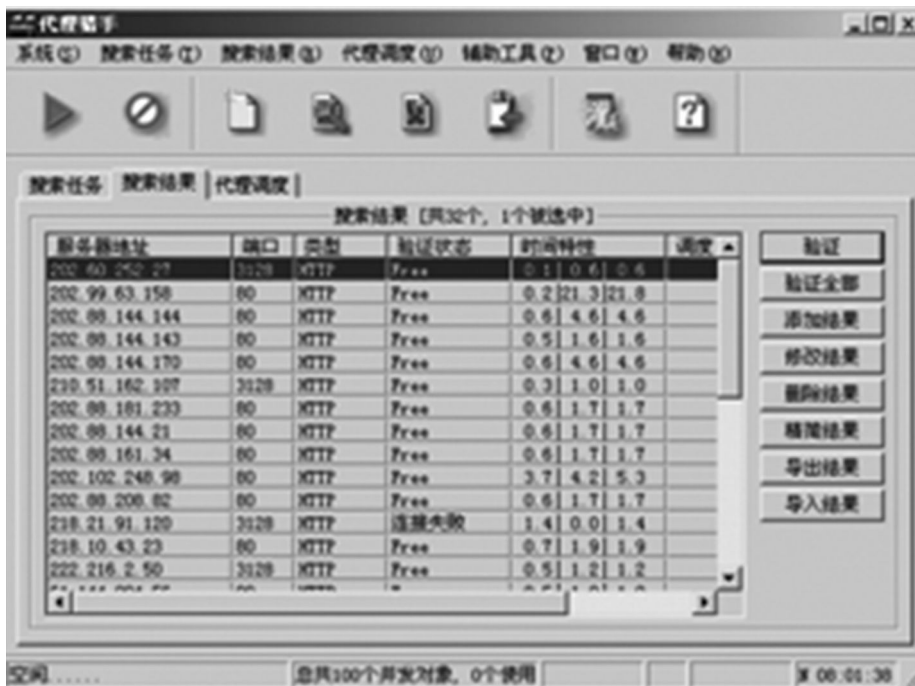 代理猎手
系统(S) 搜索任务(T) 搜索结果(R) 代理调度(U) 辅助工具(P) 窗口(W) 帮助(H)
搜索任务 搜索结果 代理调度
搜索结果 [共32个, 1个被选中]
服务器地址 端口 类型 验证状态 时间特性 调度
202.60.252.27 3128 HTTP Free 0.1| 0.6| 0.6
202.99.63.158 80 HTTP Free 0.2|21.3|21.8
202.88.144.144 80 HTTP Free 0.6| 4.6| 4.6
202.88.144.143 80 HTTP Free 0.5| 1.6| 1.6
202.88.144.170 80 HTTP Free 0.6| 4.6| 4.6
210.51.162.107 3128 HTTP Free 0.3| 1.0| 1.0
202.88.181.233 80 HTTP Free 0.6| 1.7| 1.7
202.88.144.21 80 HTTP Free 0.6| 1.7| 1.7
202.88.161.34 80 HTTP Free 0.6| 1.7| 1.7
202.102.248.98 80 HTTP Free 3.7| 4.2| 5.3
202.88.208.82 80 HTTP Free 0.6| 1.7| 1.7
218.21.91.120 3128 HTTP 连接失败 1.4| 0.0| 1.4
218.10.43.23 80 HTTP Free 0.7| 1.9| 1.9
222.216.2.50 3128 HTTP Free 0.5| 1.2| 1.2
验证
验证全部
添加结果
修改结果
删除结果
精简结果
导出结果
导入结果
空闲...... 总共100个并发对象, 0个使用 08:01:38